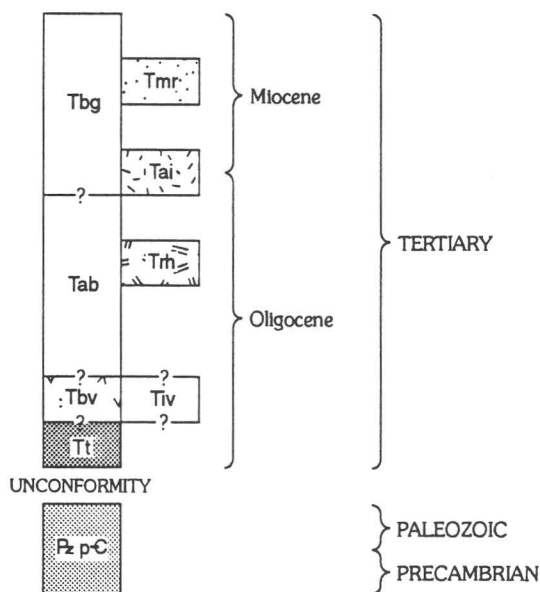 Tmr
Tbg
Miocene
Tai
?
TERTIARY
Trh
Tab
Oligocene
? ?
Tbv Tiv
? ?
Tt
UNCONFORMITY
Pz p-Є
PALEOZOIC
PRECAMBRIAN